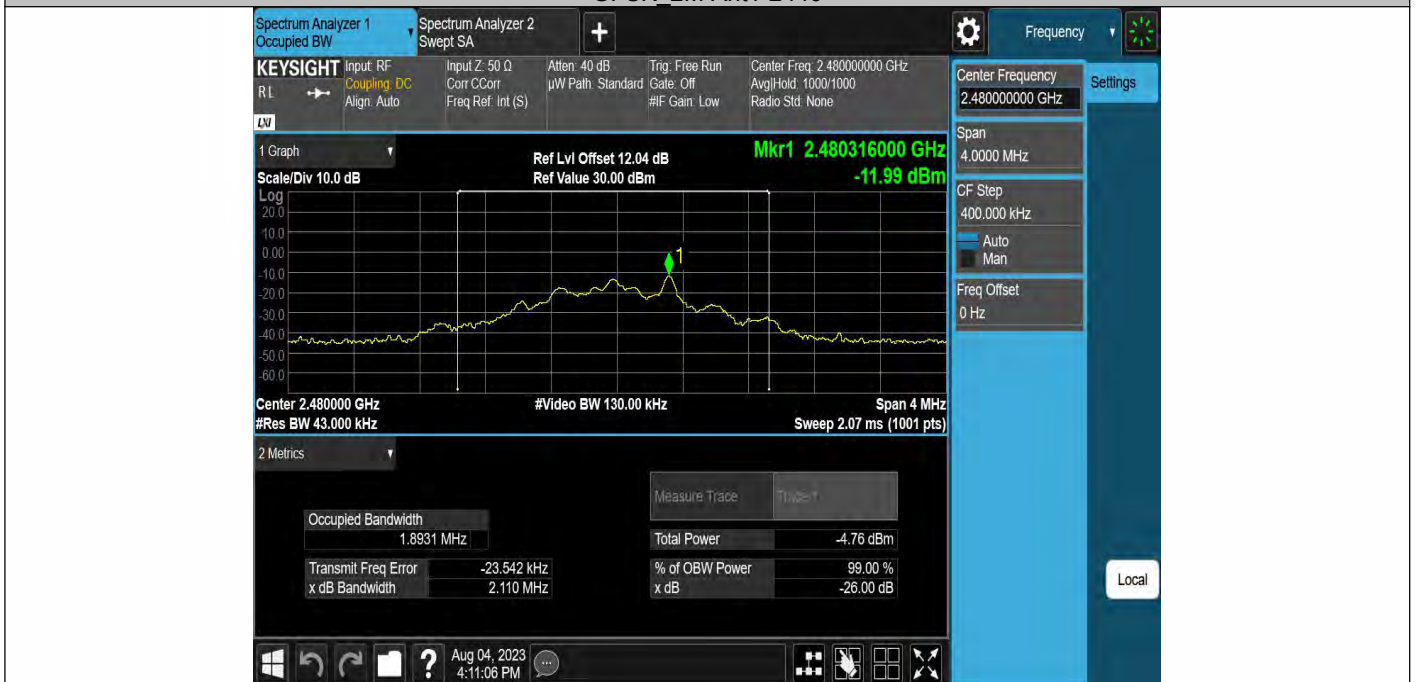 Spectrum Analyzer 1
Occupied BW
Spectrum Analyzer 2
Swept SA
+
Frequency
KEYSIGHT
RL
LXI
Input: RF
Coupling: DC
Align: Auto
Input Z: 50 Ω
Corr CCorr
Freq Ref: Int (S)
Atten: 40 dB
µW Path: Standard
Trig: Free Run
Gate: Off
#IF Gain: Low
Center Freq: 2.480000000 GHz
Avg|Hold: 1000/1000
Radio Std: None
Center Frequency
2.480000000 GHz
Settings
Span
4.0000 MHz
CF Step
400.000 kHz
Auto
Man
Freq Offset
0 Hz
Local
1 Graph
Scale/Div 10.0 dB
Ref Lvl Offset 12.04 dB
Ref Value 30.00 dBm
Mkr1 2.480316000 GHz
-11.99 dBm
Log
20.0
10.0
0.00
-10.0
-20.0
-30.0
-40.0
-50.0
-60.0
1
Center 2.480000 GHz
#Res BW 43.000 kHz
#Video BW 130.00 kHz
Span 4 MHz
Sweep 2.07 ms (1001 pts)
2 Metrics
Measure Trace
Trace 1
Occupied Bandwidth
1.8931 MHz
Total Power -4.76 dBm
Transmit Freq Error -23.542 kHz
% of OBW Power 99.00 %
x dB Bandwidth 2.110 MHz
x dB -26.00 dB
?
Aug 04, 2023
4:11:06 PM